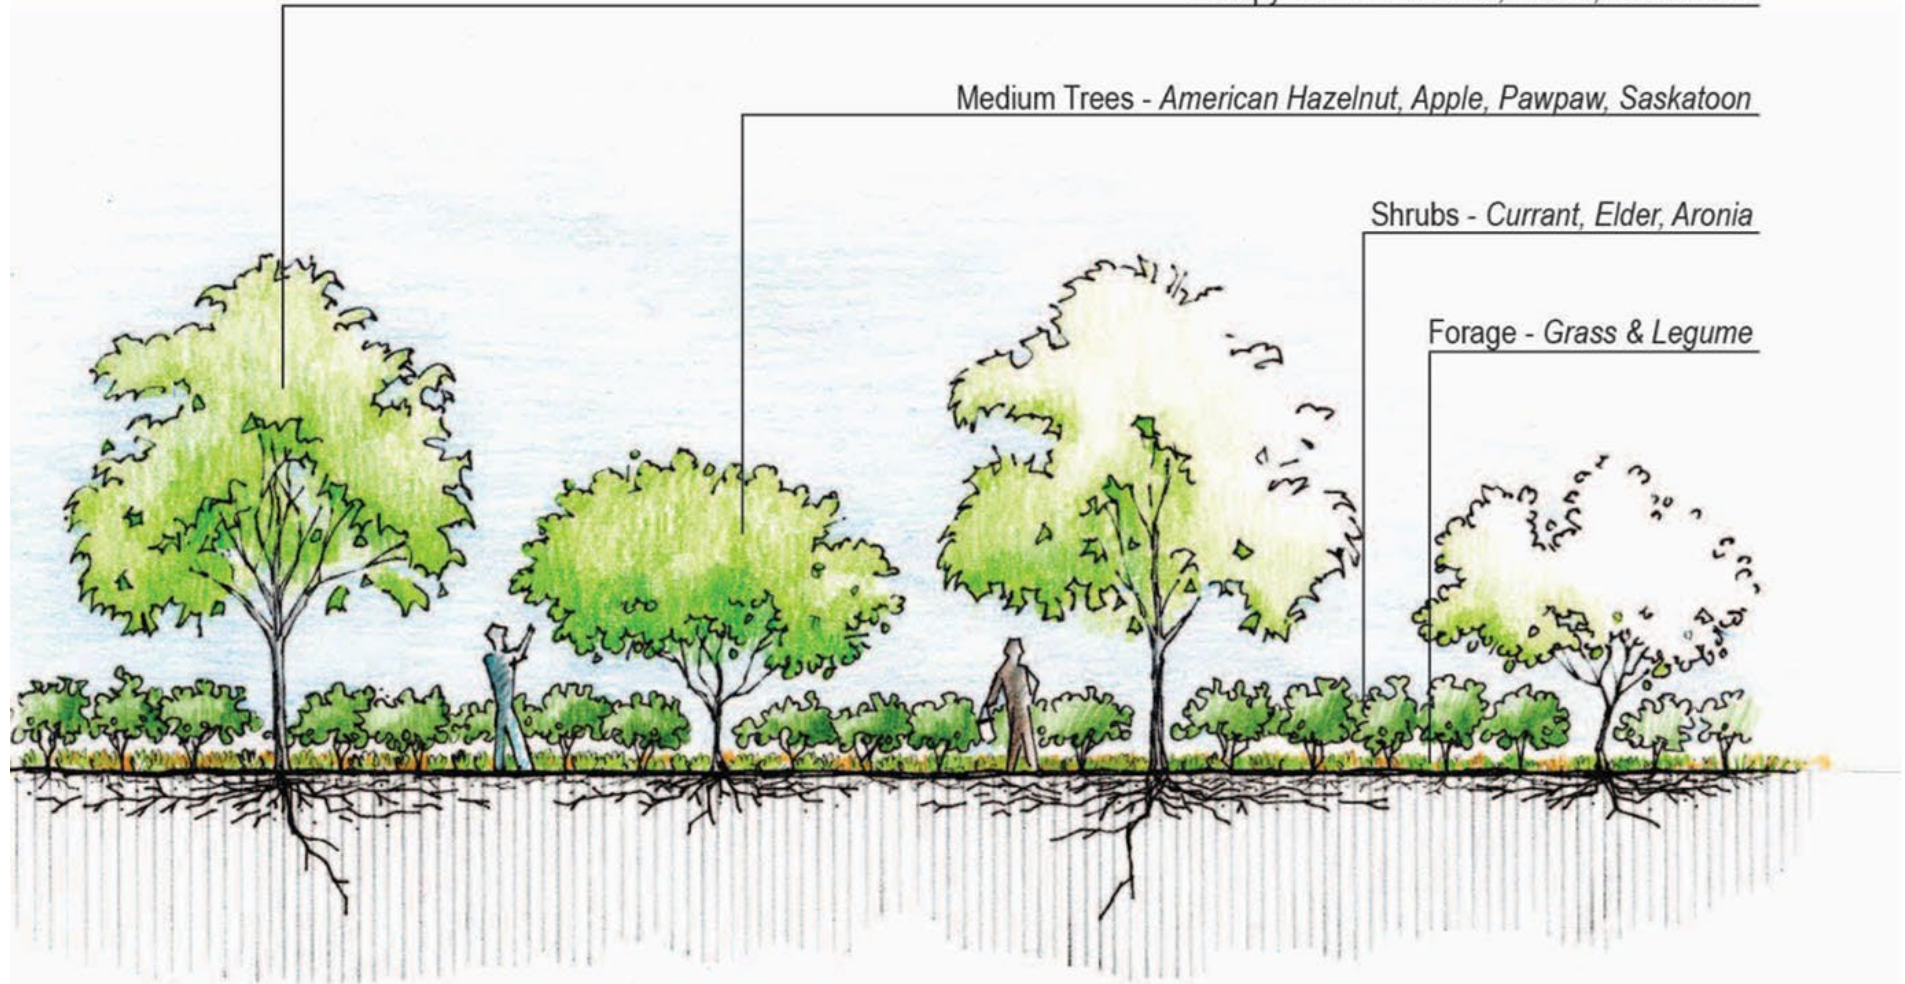 Medium Trees - American Hazelnut, Apple, Pawpaw, Saskatoon
Shrubs - Currant, Elder, Aronia
Forage - Grass & Legume